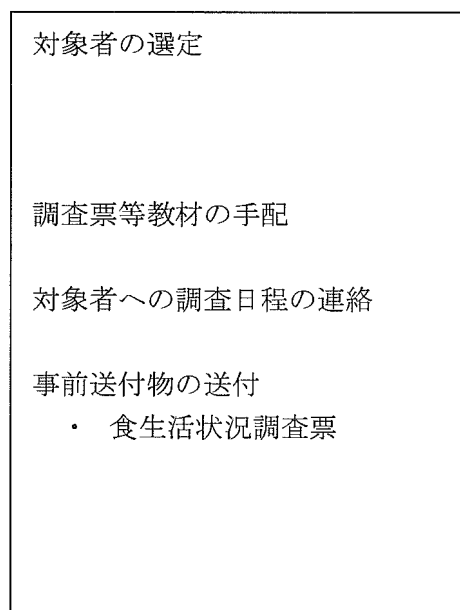 対象者の選定
調査票等教材の手配
対象者への調査日程の連絡
事前送付物の送付
・ 食生活状況調査票